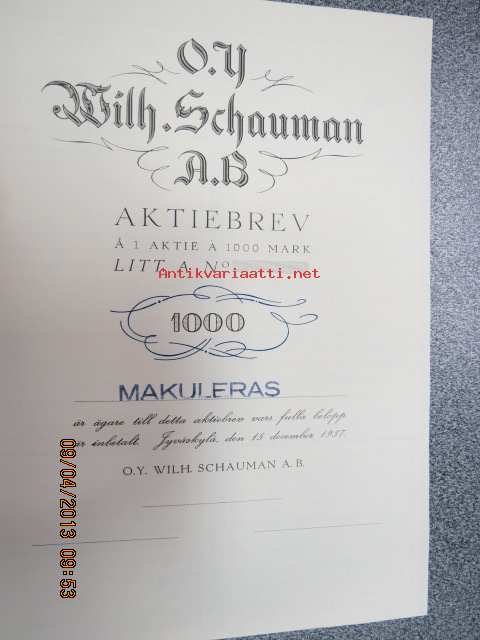 O.Y
Wilh. Schauman
A.B
AKTIEBREV
Å 1 AKTIE À 1000 MARK
LITT A. No
Antikvariaatti.net
1000
MAKULERAS
är ägare till detta aktiebrev vars fulla belopp
är inbetalt. Jyväskylä, den 15 december 1937.
O.Y. WILH. SCHAUMAN A.B.
09/04/2013 09:53